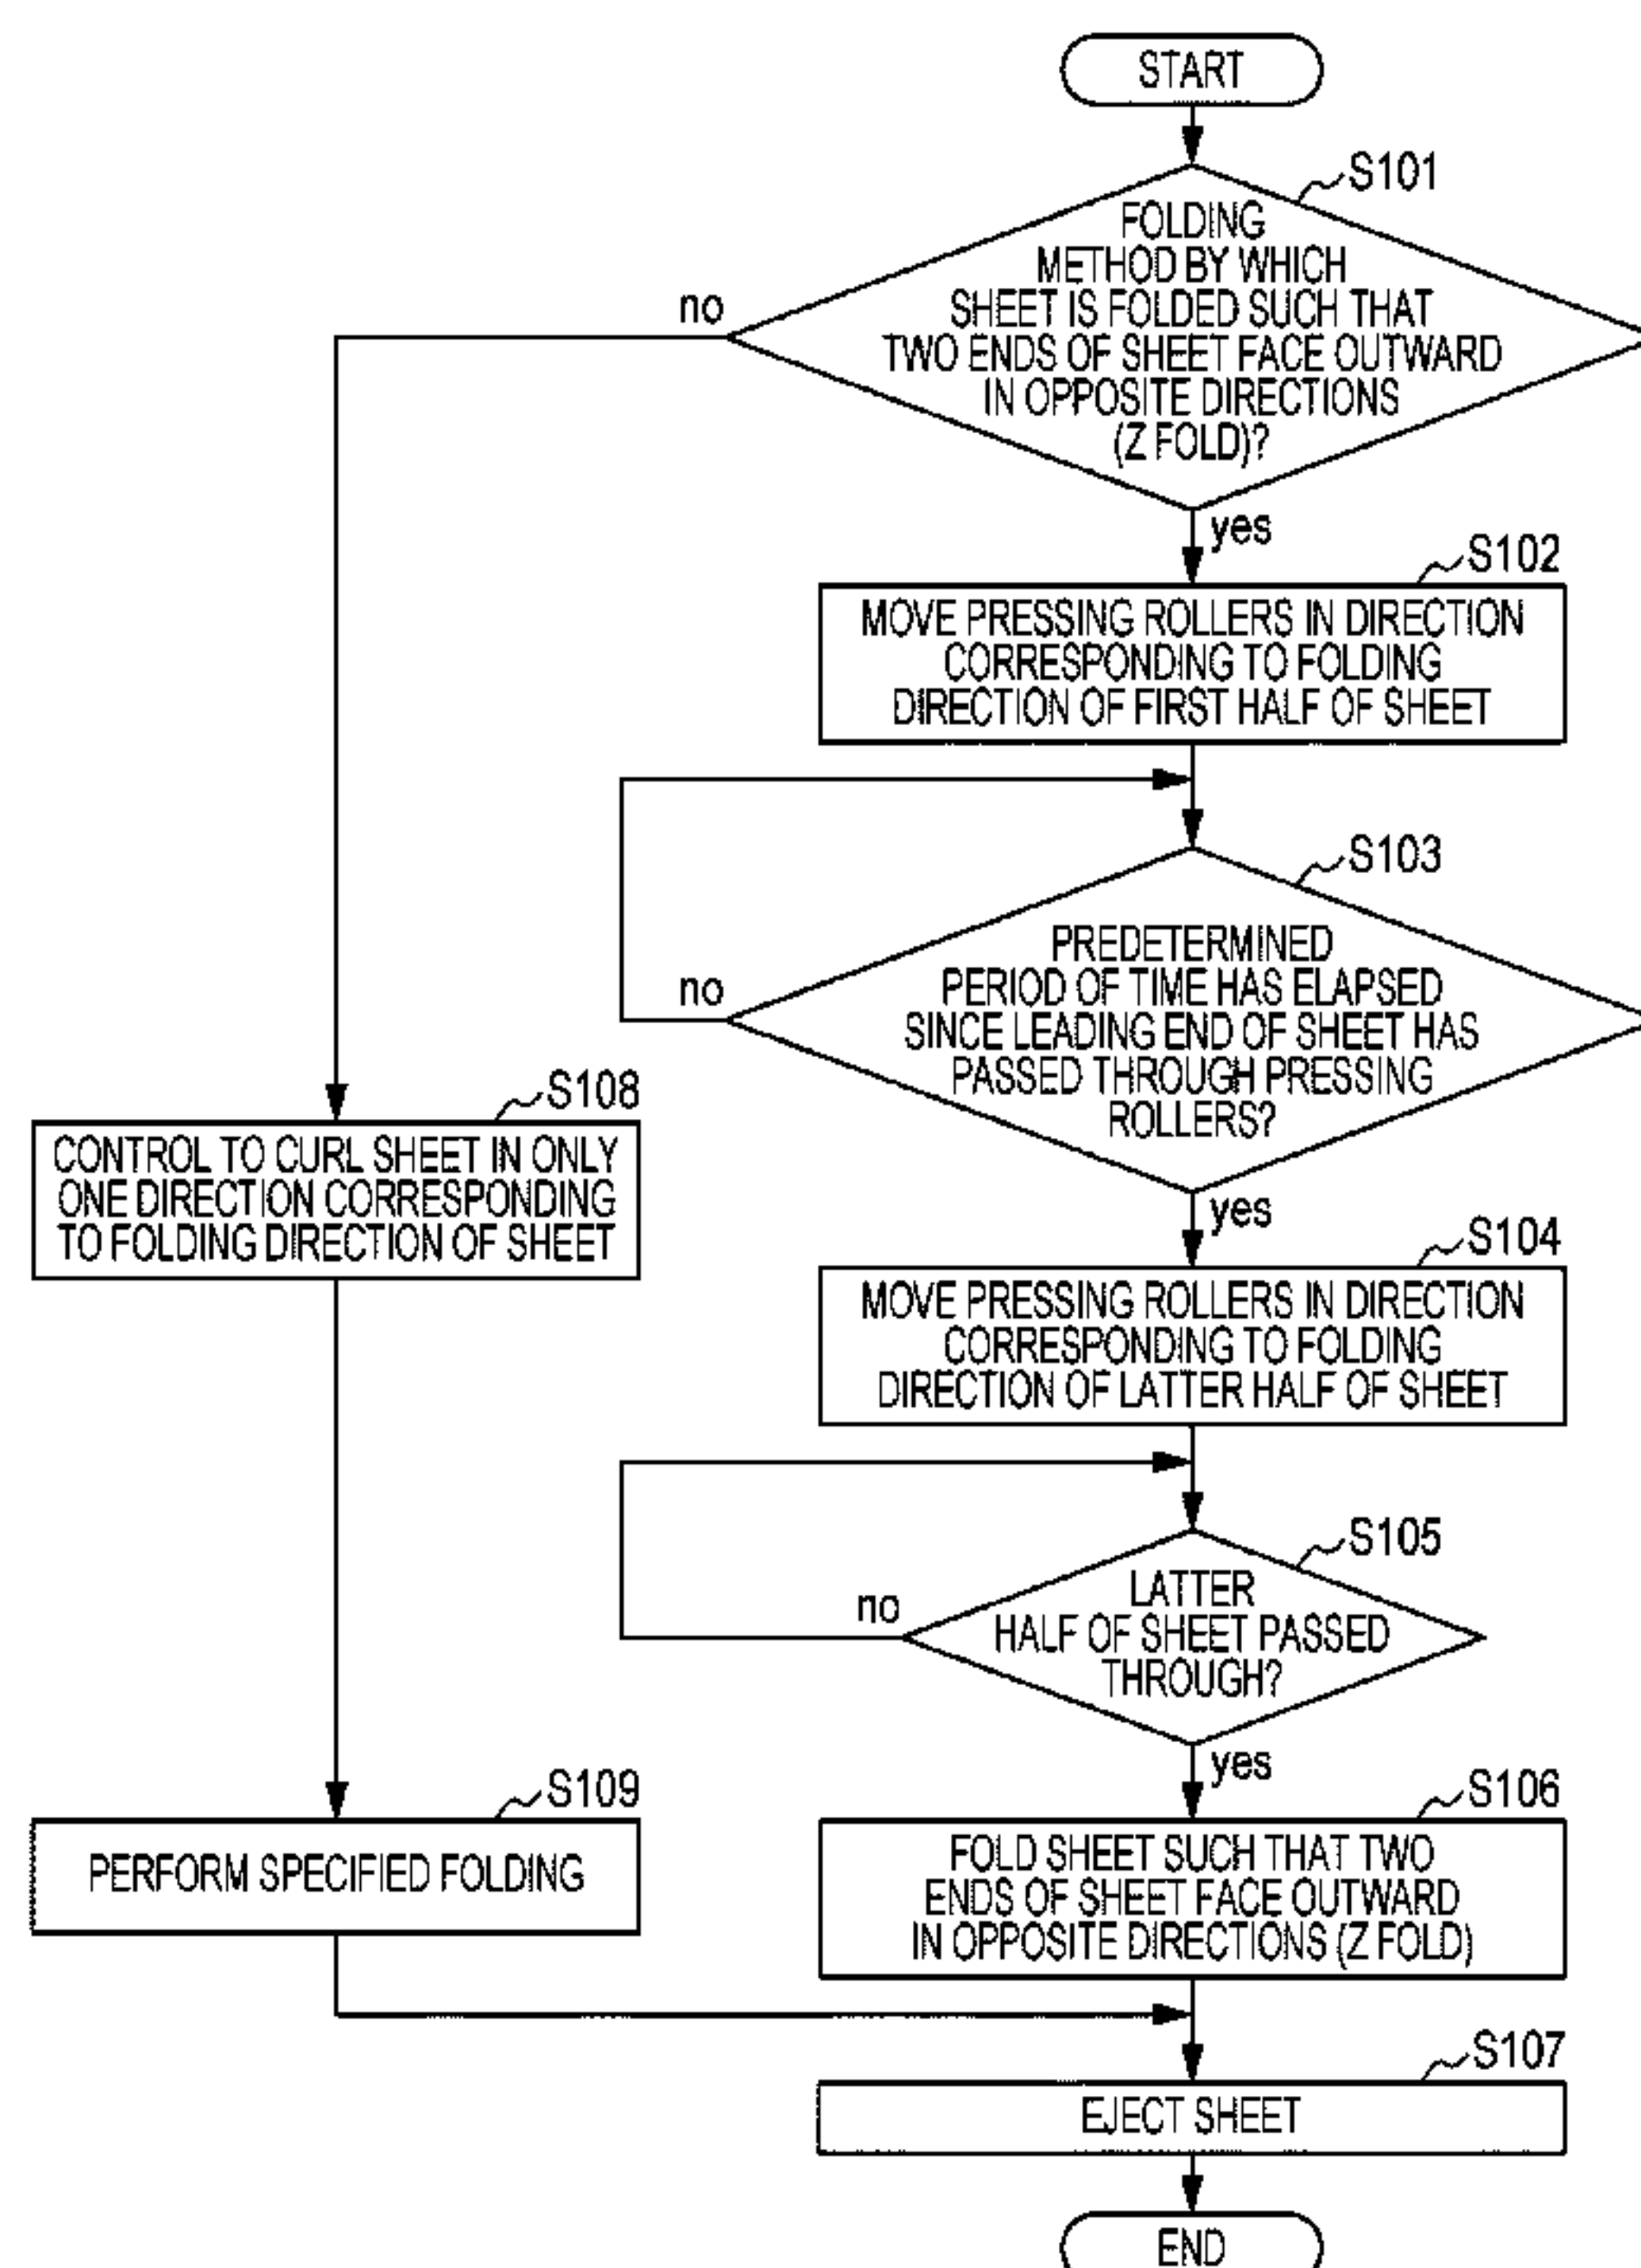 START
S101
FOLDING
METHOD BY WHICH
SHEET IS FOLDED SUCH THAT
TWO ENDS OF SHEET FACE OUTWARD
IN OPPOSITE DIRECTIONS
(Z FOLD)?
no
yes
S102
MOVE PRESSING ROLLERS IN DIRECTION
CORRESPONDING TO FOLDING
DIRECTION OF FIRST HALF OF SHEET
S103
PREDETERMINED
PERIOD OF TIME HAS ELAPSED
SINCE LEADING END OF SHEET HAS
PASSED THROUGH PRESSING
ROLLERS?
no
yes
S108
CONTROL TO CURL SHEET IN ONLY
ONE DIRECTION CORRESPONDING
TO FOLDING DIRECTION OF SHEET
S104
MOVE PRESSING ROLLERS IN DIRECTION
CORRESPONDING TO FOLDING
DIRECTION OF LATTER HALF OF SHEET
S105
LATTER
HALF OF SHEET PASSED
THROUGH?
no
yes
S109
PERFORM SPECIFIED FOLDING
S106
FOLD SHEET SUCH THAT TWO
ENDS OF SHEET FACE OUTWARD
IN OPPOSITE DIRECTIONS (Z FOLD)
S107
EJECT SHEET
END